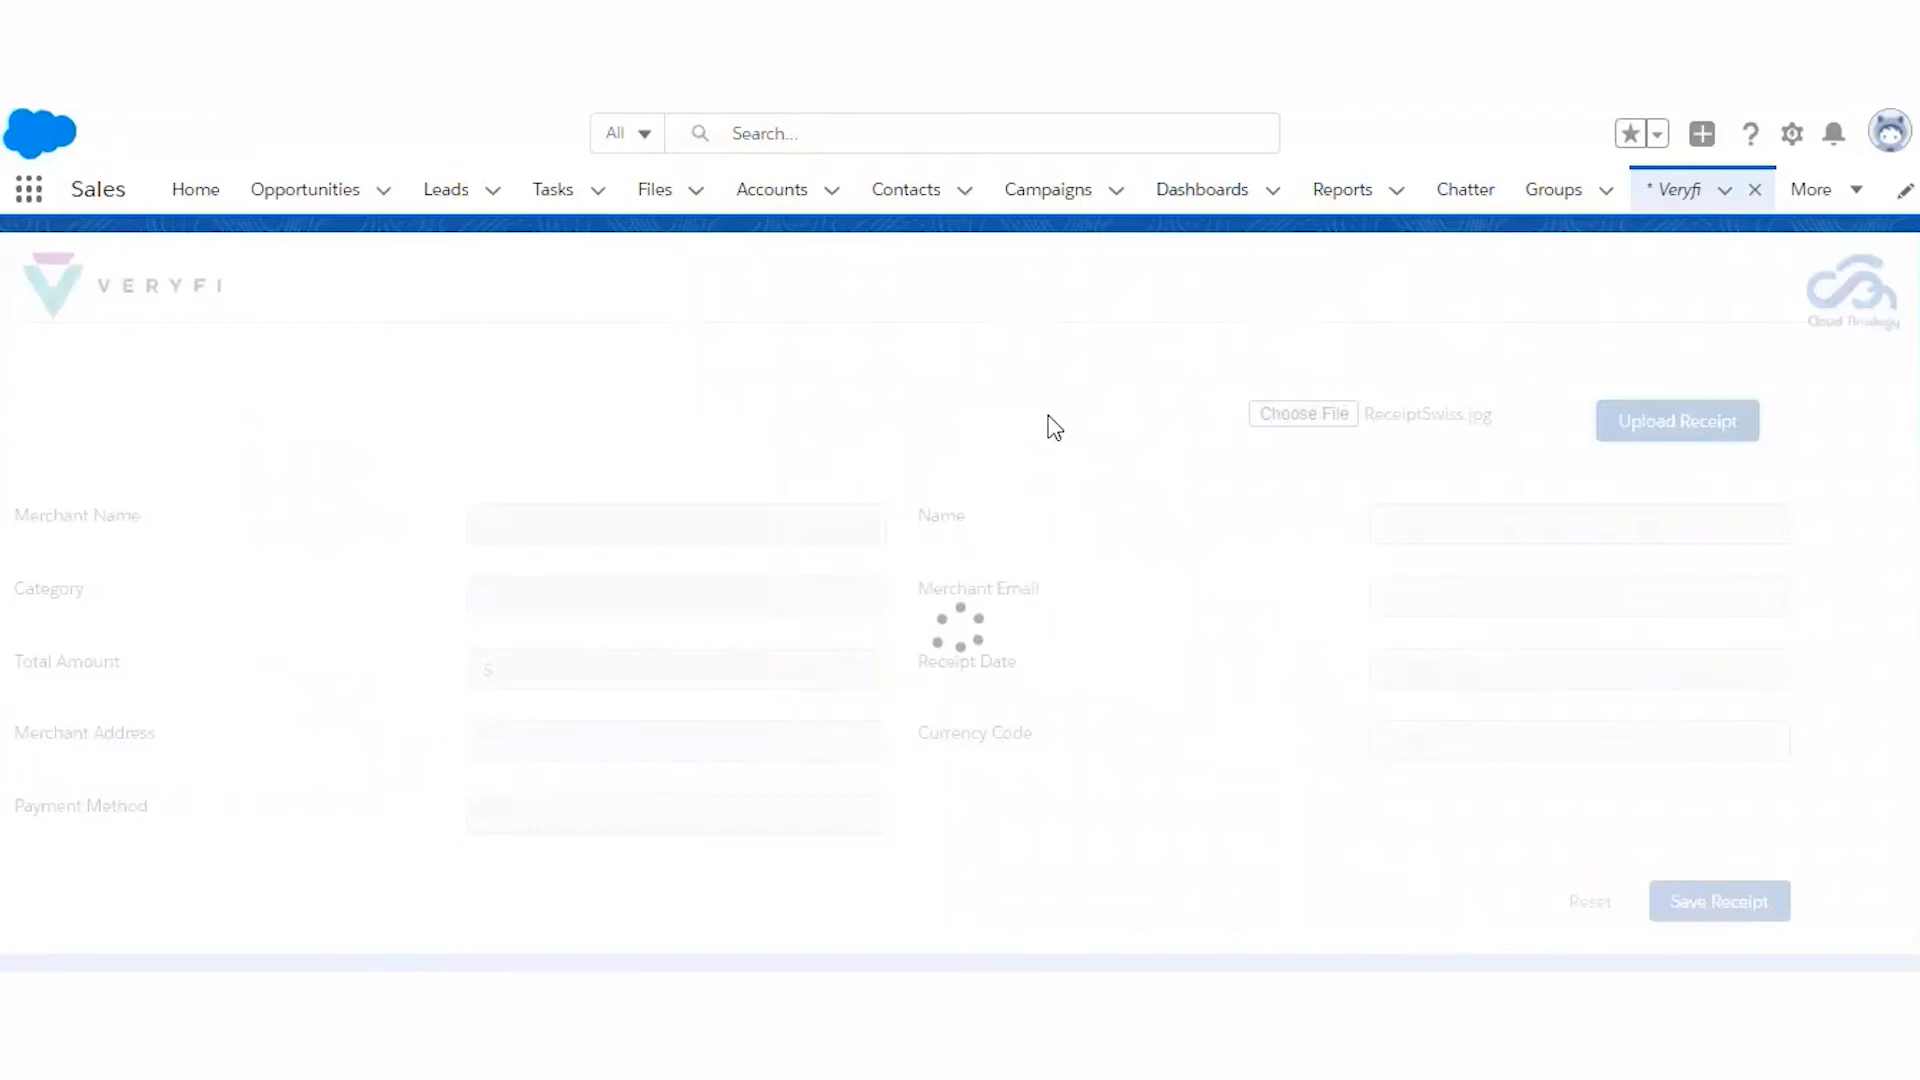 All Search...
Sales Home Opportunities Leads Tasks Files Accounts Contacts Campaigns Dashboards Reports Chatter Groups * Veryfi More
VERYFI
Cloud Analogy
Choose File ReceiptSwiss.jpg Upload Receipt
Merchant Name Name
Category Merchant Email
Total Amount $ Receipt Date
Merchant Address Currency Code
Payment Method
Reset Save Receipt